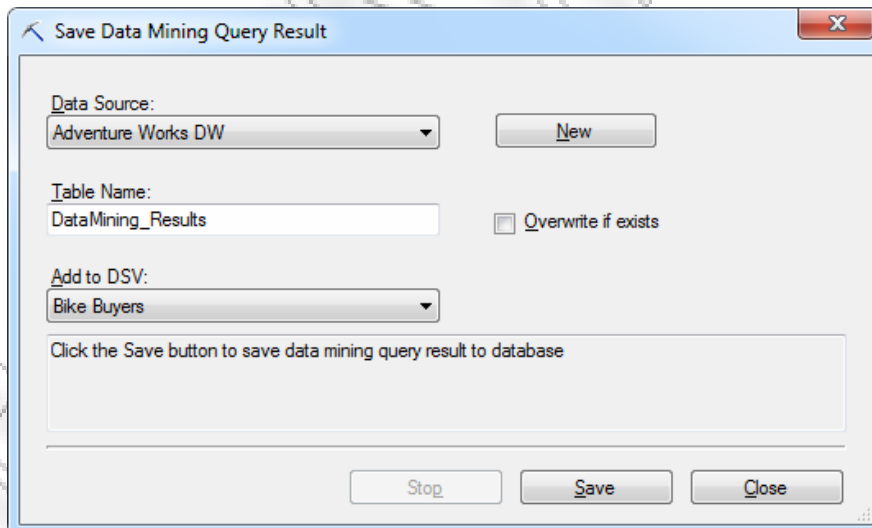 Save Data Mining Query Result
Data Source:
Adventure Works DW
New
Table Name:
DataMining_Results
Overwrite if exists
Add to DSV:
Bike Buyers
Click the Save button to save data mining query result to database
Stop
Save
Close